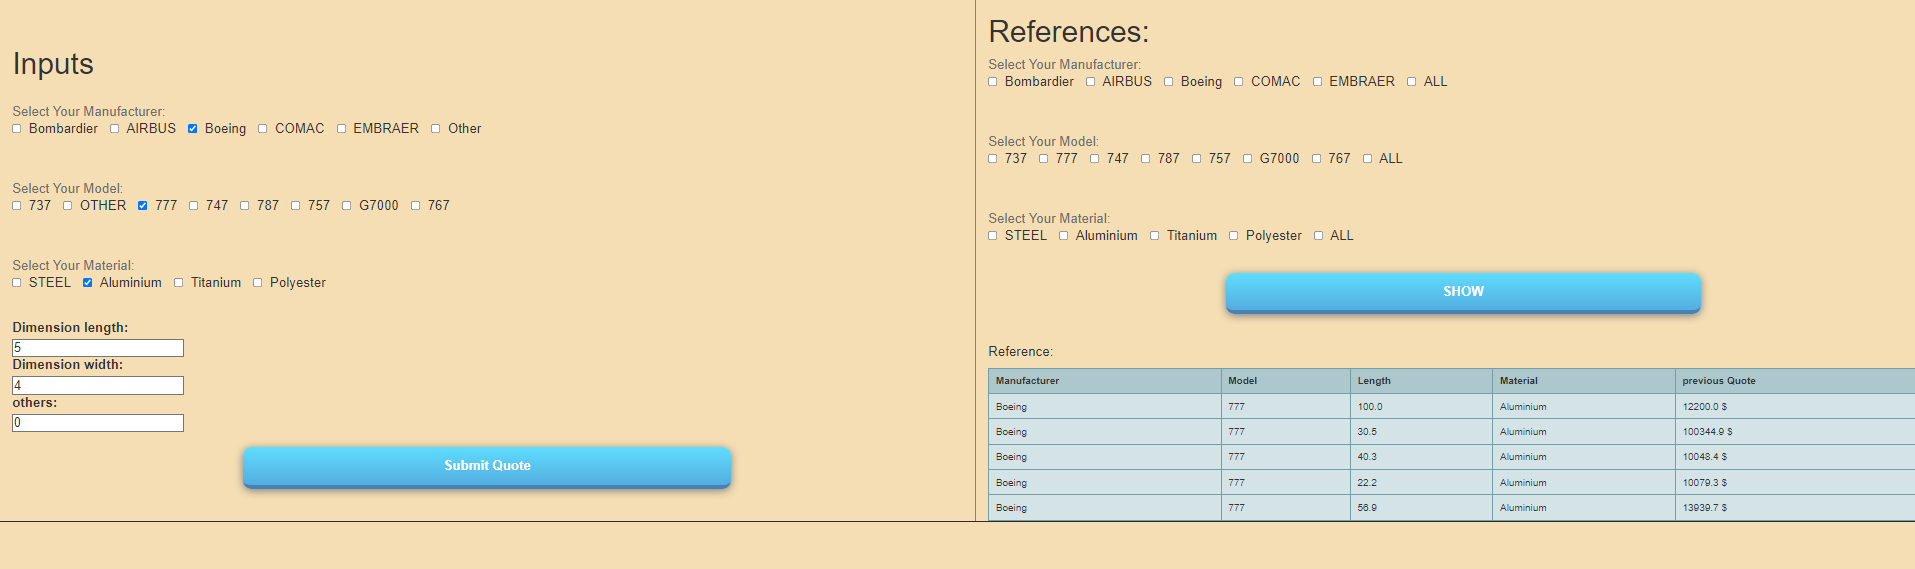 Inputs
Select Your Manufacturer:
Bombardier AIRBUS Boeing COMAC EMBRAER Other
Select Your Model:
737 OTHER 777 747 787 757 G7000 767
Select Your Material:
STEEL Aluminium Titanium Polyester
Dimension length:
5
Dimension width:
4
others:
0
Submit Quote
References:
Select Your Manufacturer:
Bombardier AIRBUS Boeing COMAC EMBRAER ALL
Select Your Model:
737 777 747 787 757 G7000 767 ALL
Select Your Material:
STEEL Aluminium Titanium Polyester ALL
SHOW
Reference:
Manufacturer Model Length Material previous Quote
Boeing 777 100.0 Aluminium 12200.0 $
Boeing 777 30.5 Aluminium 100344.9 $
Boeing 777 40.3 Aluminium 10048.4 $
Boeing 777 22.2 Aluminium 10079.3 $
Boeing 777 56.9 Aluminium 13939.7 $